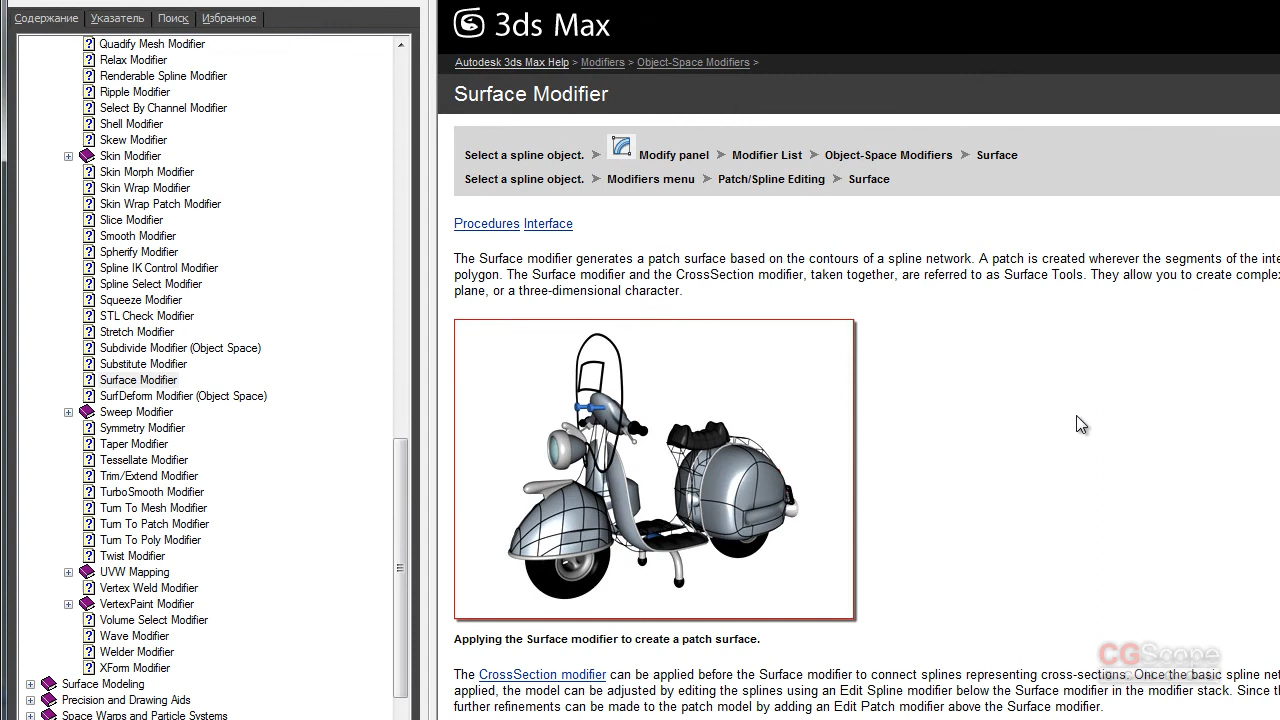 Содержание Указатель Поиск Избранное
Quadify Mesh Modifier
Relax Modifier
Renderable Spline Modifier
Ripple Modifier
Select By Channel Modifier
Shell Modifier
Skew Modifier
Skin Modifier
Skin Morph Modifier
Skin Wrap Modifier
Skin Wrap Patch Modifier
Slice Modifier
Smooth Modifier
Spherify Modifier
Spline IK Control Modifier
Spline Select Modifier
Squeeze Modifier
STL Check Modifier
Stretch Modifier
Subdivide Modifier (Object Space)
Substitute Modifier
Surface Modifier
SurfDeform Modifier (Object Space)
Sweep Modifier
Symmetry Modifier
Taper Modifier
Tessellate Modifier
Trim/Extend Modifier
TurboSmooth Modifier
Turn To Mesh Modifier
Turn To Patch Modifier
Turn To Poly Modifier
Twist Modifier
UVW Mapping
Vertex Weld Modifier
VertexPaint Modifier
Volume Select Modifier
Wave Modifier
Welder Modifier
XForm Modifier
Surface Modeling
Precision and Drawing Aids
Space Warps and Particle Systems
3ds Max
Autodesk 3ds Max Help > Modifiers > Object-Space Modifiers >
Surface Modifier
Select a spline object. Modify panel Modifier List Object-Space Modifiers Surface
Select a spline object. Modifiers menu Patch/Spline Editing Surface
Procedures Interface
The Surface modifier generates a patch surface based on the contours of a spline network. A patch is created wherever the segments of the inte
polygon. The Surface modifier and the CrossSection modifier, taken together, are referred to as Surface Tools. They allow you to create comple
plane, or a three-dimensional character.
Applying the Surface modifier to create a patch surface.
The CrossSection modifier can be applied before the Surface modifier to connect splines representing cross-sections. Once the basic spline ne
applied, the model can be adjusted by editing the splines using an Edit Spline modifier below the Surface modifier in the modifier stack. Since t
further refinements can be made to the patch model by adding an Edit Patch modifier above the Surface modifier.
CGScope